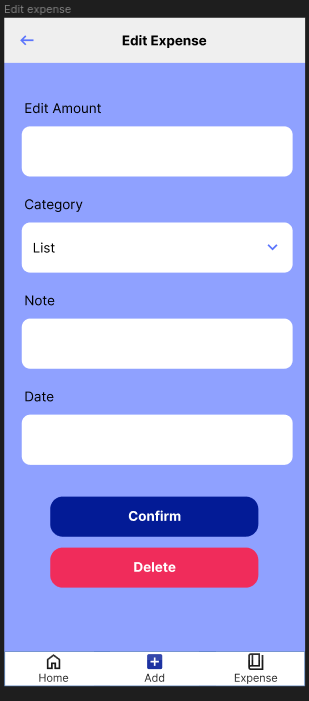 Edit expense
Edit Expense
Edit Amount
Category
List
Note
Date
Confirm
Delete
Home Add Expense